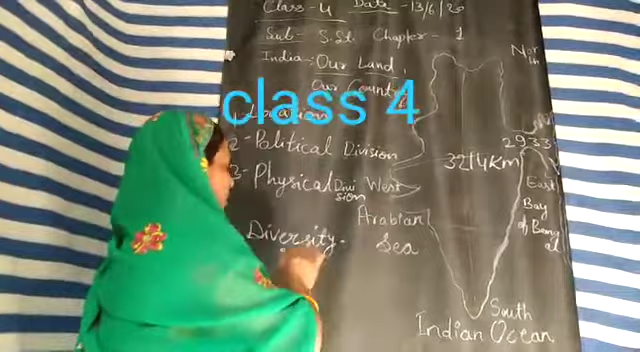 Class - 4 Date - 13/6/20
Sub - S.St. Chapter - 1
India :- Our Land,
Our Country
class 4
1- Location
2- Political Division
3- Physical Division
Diversity -
North
3214 Km
2933
West
East
Arabian
Sea
Bay
of Bengal
South
Indian Ocean